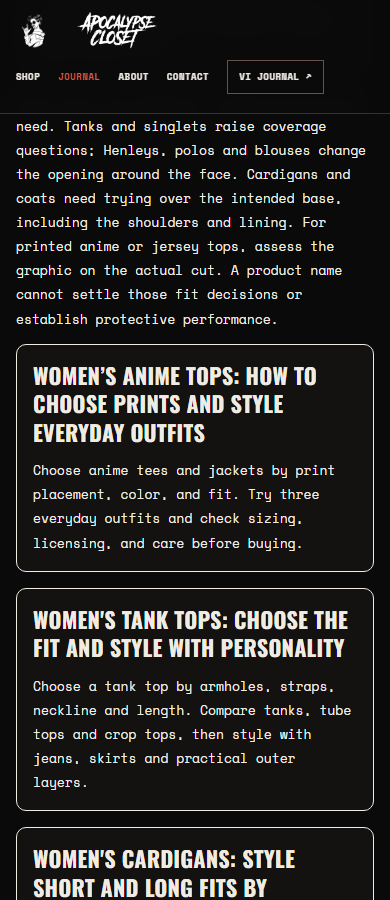 APOCALYPSE
CLOSET
SHOP JOURNAL ABOUT CONTACT VI JOURNAL ↗
need. Tanks and singlets raise coverage
questions; Henleys, polos and blouses change
the opening around the face. Cardigans and
coats need trying over the intended base,
including the shoulders and lining. For
printed anime or jersey tops, assess the
graphic on the actual cut. A product name
cannot settle those fit decisions or
establish protective performance.
WOMEN’S ANIME TOPS: HOW TO
CHOOSE PRINTS AND STYLE
EVERYDAY OUTFITS
Choose anime tees and jackets by print
placement, color, and fit. Try three
everyday outfits and check sizing,
licensing, and care before buying.
WOMEN'S TANK TOPS: CHOOSE THE
FIT AND STYLE WITH PERSONALITY
Choose a tank top by armholes, straps,
neckline and length. Compare tanks, tube
tops and crop tops, then style with
jeans, skirts and practical outer
layers.
WOMEN'S CARDIGANS: STYLE
SHORT AND LONG FITS BY